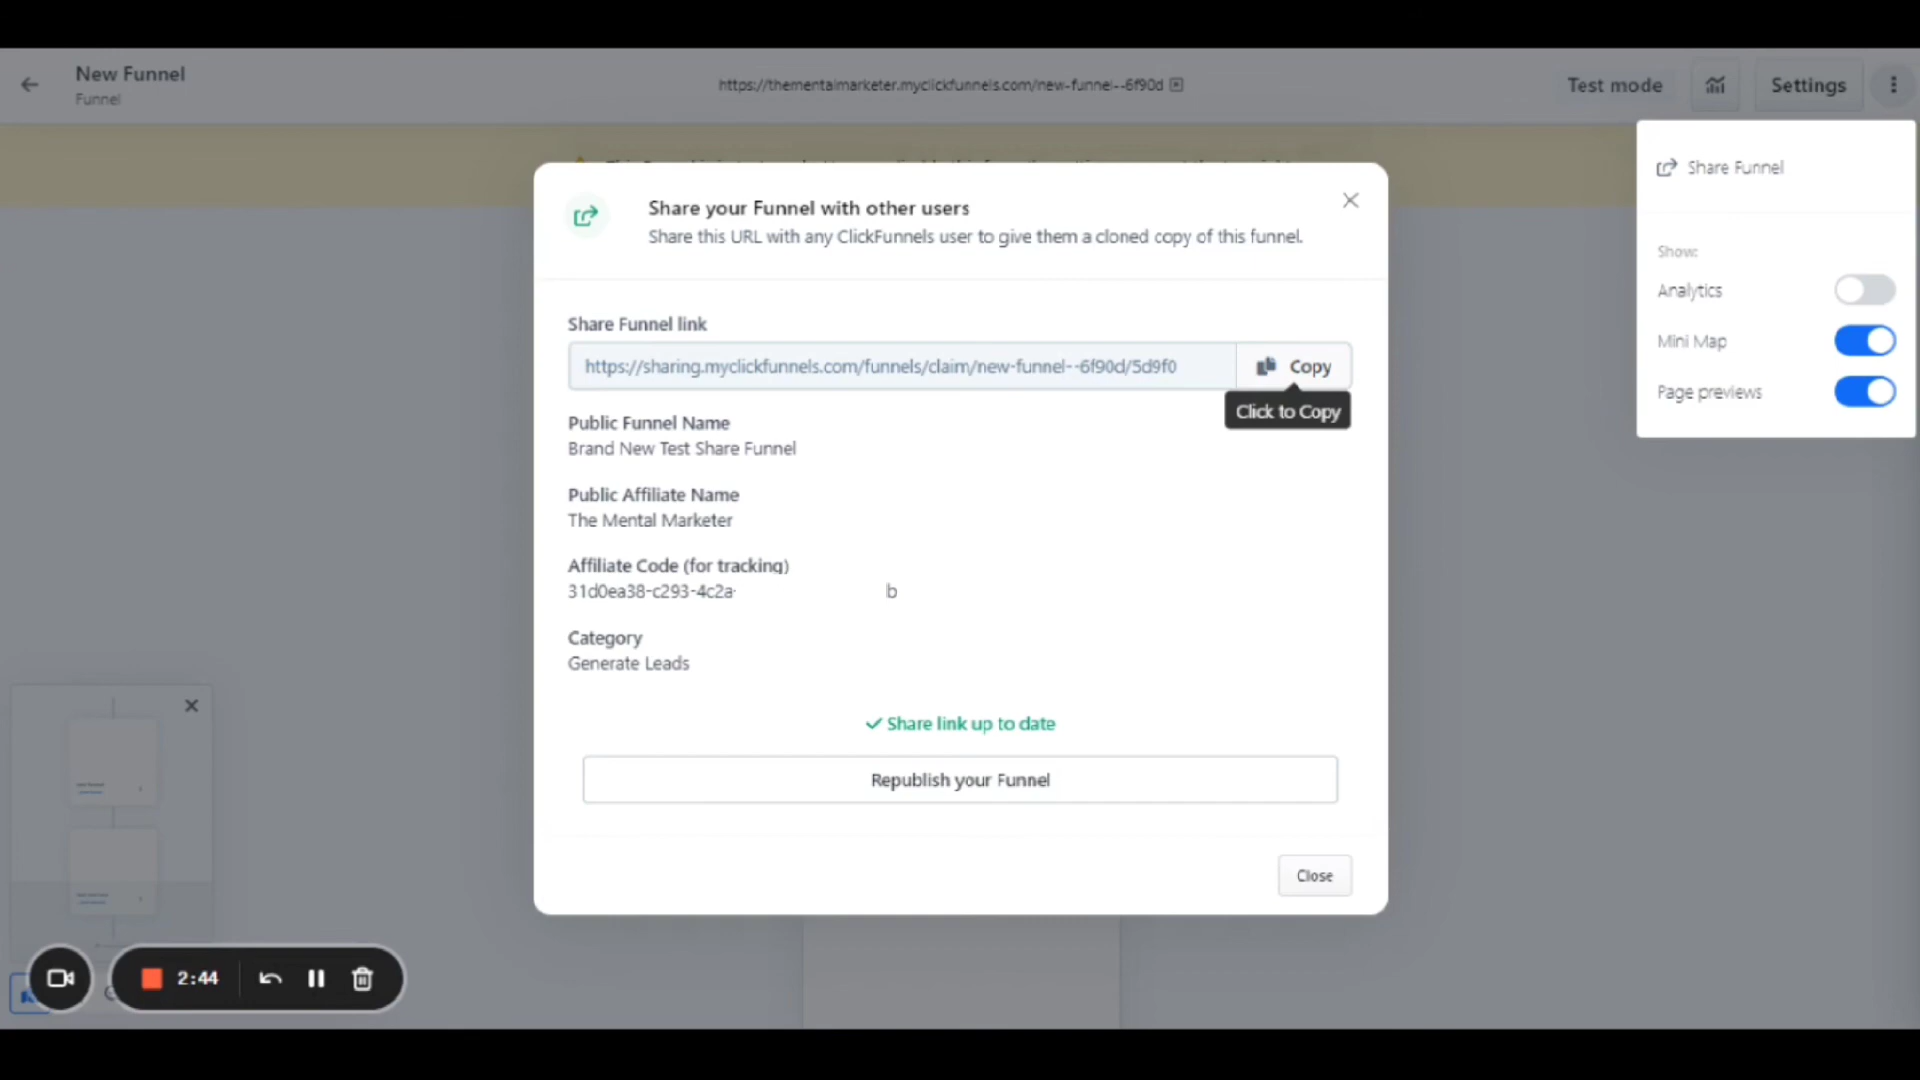 New Funnel
Funnel
https://thementalmarketer.myclickfunnels.com/new-funnel--6f90d
Test mode
Settings
Share Funnel
Show:
Analytics
Mini Map
Page previews
Share your Funnel with other users
Share this URL with any ClickFunnels user to give them a cloned copy of this funnel.
Share Funnel link
https://sharing.myclickfunnels.com/funnels/claim/new-funnel--6f90d/5d9f0
Copy
Click to Copy
Public Funnel Name
Brand New Test Share Funnel
Public Affiliate Name
The Mental Marketer
Affiliate Code (for tracking)
31d0ea38-c293-4c2a- b
Category
Generate Leads
Share link up to date
Republish your Funnel
Close
2:44